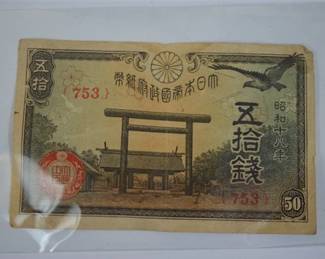 大日本帝國政府紙幣
五拾
{753}
昭和十八年
五拾錢
{753}
50